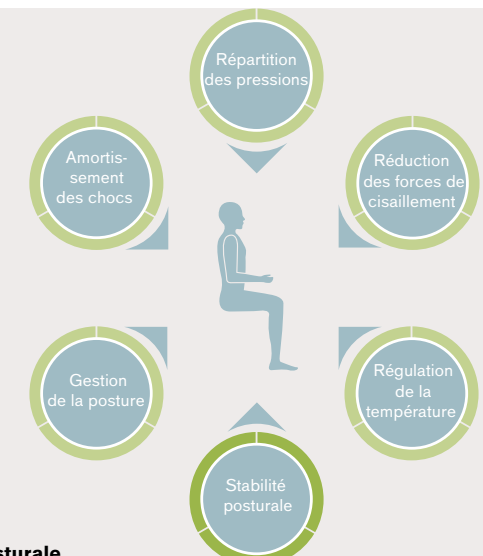 Répartition
des pressions
Amortis-
sement
des chocs
Réduction
des forces de
cisaillement
Gestion
de la posture
Régulation
de la
température
Stabilité
posturale